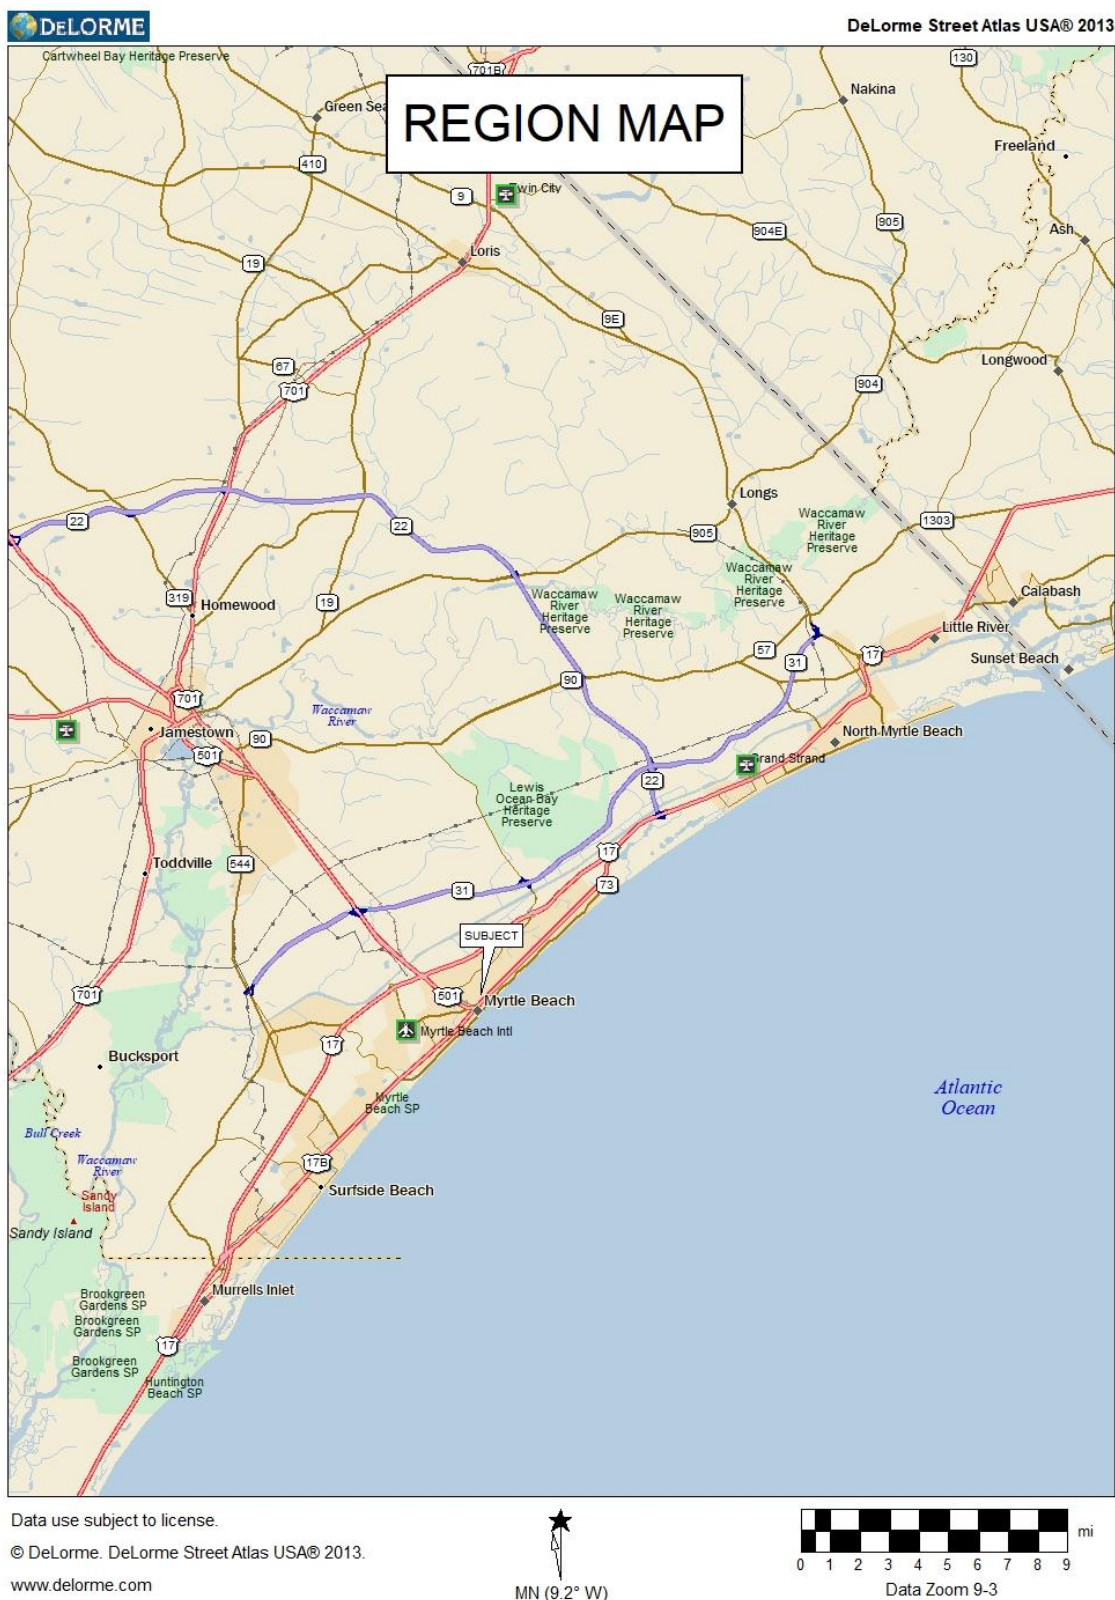 DELORME
DeLorme Street Atlas USA® 2013
Cartwheel Bay Heritage Preserve
701B
130
REGION MAP
Green Sea
Nakina
Freeland
410
9
Twin City
905
904E
Ash
Loris
19
9E
67
701
Longwood
904
Longs
22
22
905
Waccamaw
River
Heritage
Preserve
1303
Waccamaw
River
Heritage
Preserve
Waccamaw
River
Heritage
Preserve
Waccamaw
River
Heritage
Preserve
319
Homewood
19
Calabash
Little River
57
31
17
Sunset Beach
90
701
Waccamaw
River
Jamestown
90
501
North Myrtle Beach
Grand Strand
22
Lewis
Ocean Bay
Heritage
Preserve
Toddville
544
17
73
31
SUBJECT
701
501
Myrtle Beach
Myrtle Beach Intl
17
Bucksport
Myrtle
Beach SP
Atlantic
Ocean
Bull Creek
Waccamaw
River
17B
Sandy
Island
Surfside Beach
Sandy Island
Brookgreen
Gardens SP
Murrells Inlet
Brookgreen
Gardens SP
17
Brookgreen
Gardens SP
Huntington
Beach SP
Data use subject to license.
© DeLorme. DeLorme Street Atlas USA® 2013.
www.delorme.com
MN (9.2° W)
mi
0 1 2 3 4 5 6 7 8 9
Data Zoom 9-3